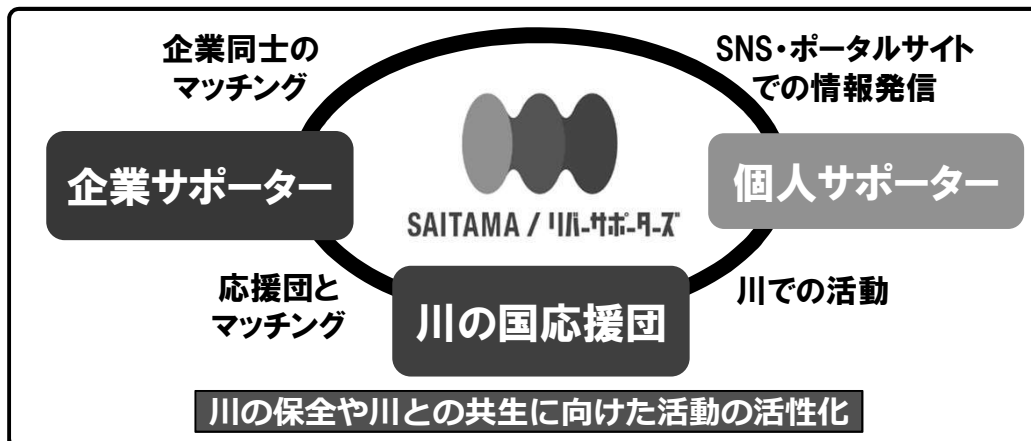 企業同士の
マッチング
SNS・ポータルサイト
での情報発信
企業サポーター
個人サポーター
SAITAMA / リバーサポーターズ
応援団と
マッチング
川の国応援団
川での活動
川の保全や川との共生に向けた活動の活性化